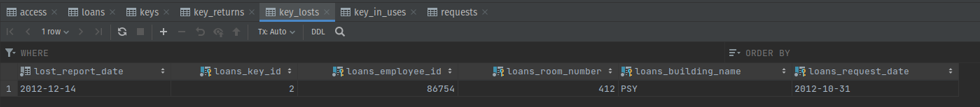 access loans keys key_returns key_losts key_in_uses requests
1 row Tx: Auto DDL
WHERE ORDER BY
lost_report_date loans_key_id loans_employee_id loans_room_number loans_building_name loans_request_date
1 2012-12-14 2 86754 412 PSY 2012-10-31